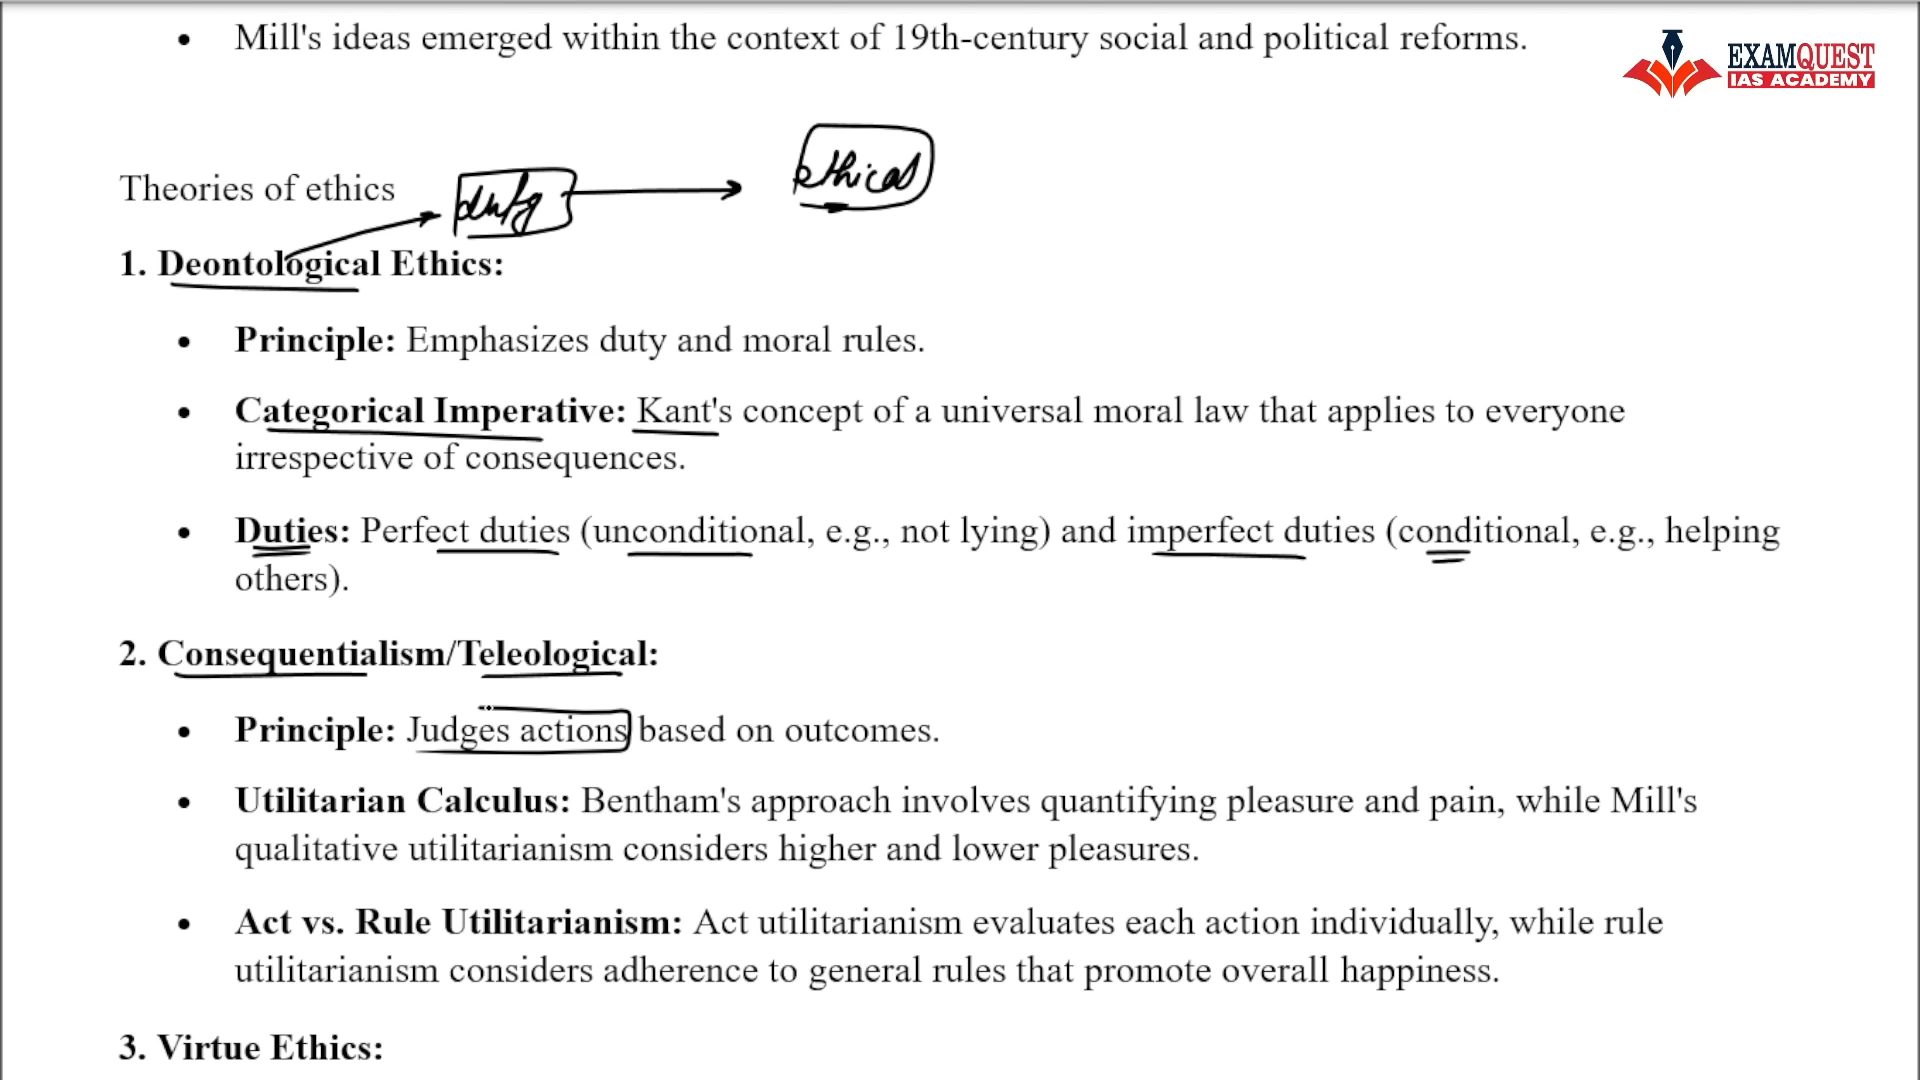 • Mill's ideas emerged within the context of 19th-century social and political reforms.
EXAMQUEST
IAS ACADEMY
ethical
Theories of ethics
duty
1. Deontological Ethics:
• Principle: Emphasizes duty and moral rules.
• Categorical Imperative: Kant's concept of a universal moral law that applies to everyone
irrespective of consequences.
• Duties: Perfect duties (unconditional, e.g., not lying) and imperfect duties (conditional, e.g., helping
others).
2. Consequentialism/Teleological:
• Principle: Judges actions based on outcomes.
• Utilitarian Calculus: Bentham's approach involves quantifying pleasure and pain, while Mill's
qualitative utilitarianism considers higher and lower pleasures.
• Act vs. Rule Utilitarianism: Act utilitarianism evaluates each action individually, while rule
utilitarianism considers adherence to general rules that promote overall happiness.
3. Virtue Ethics: